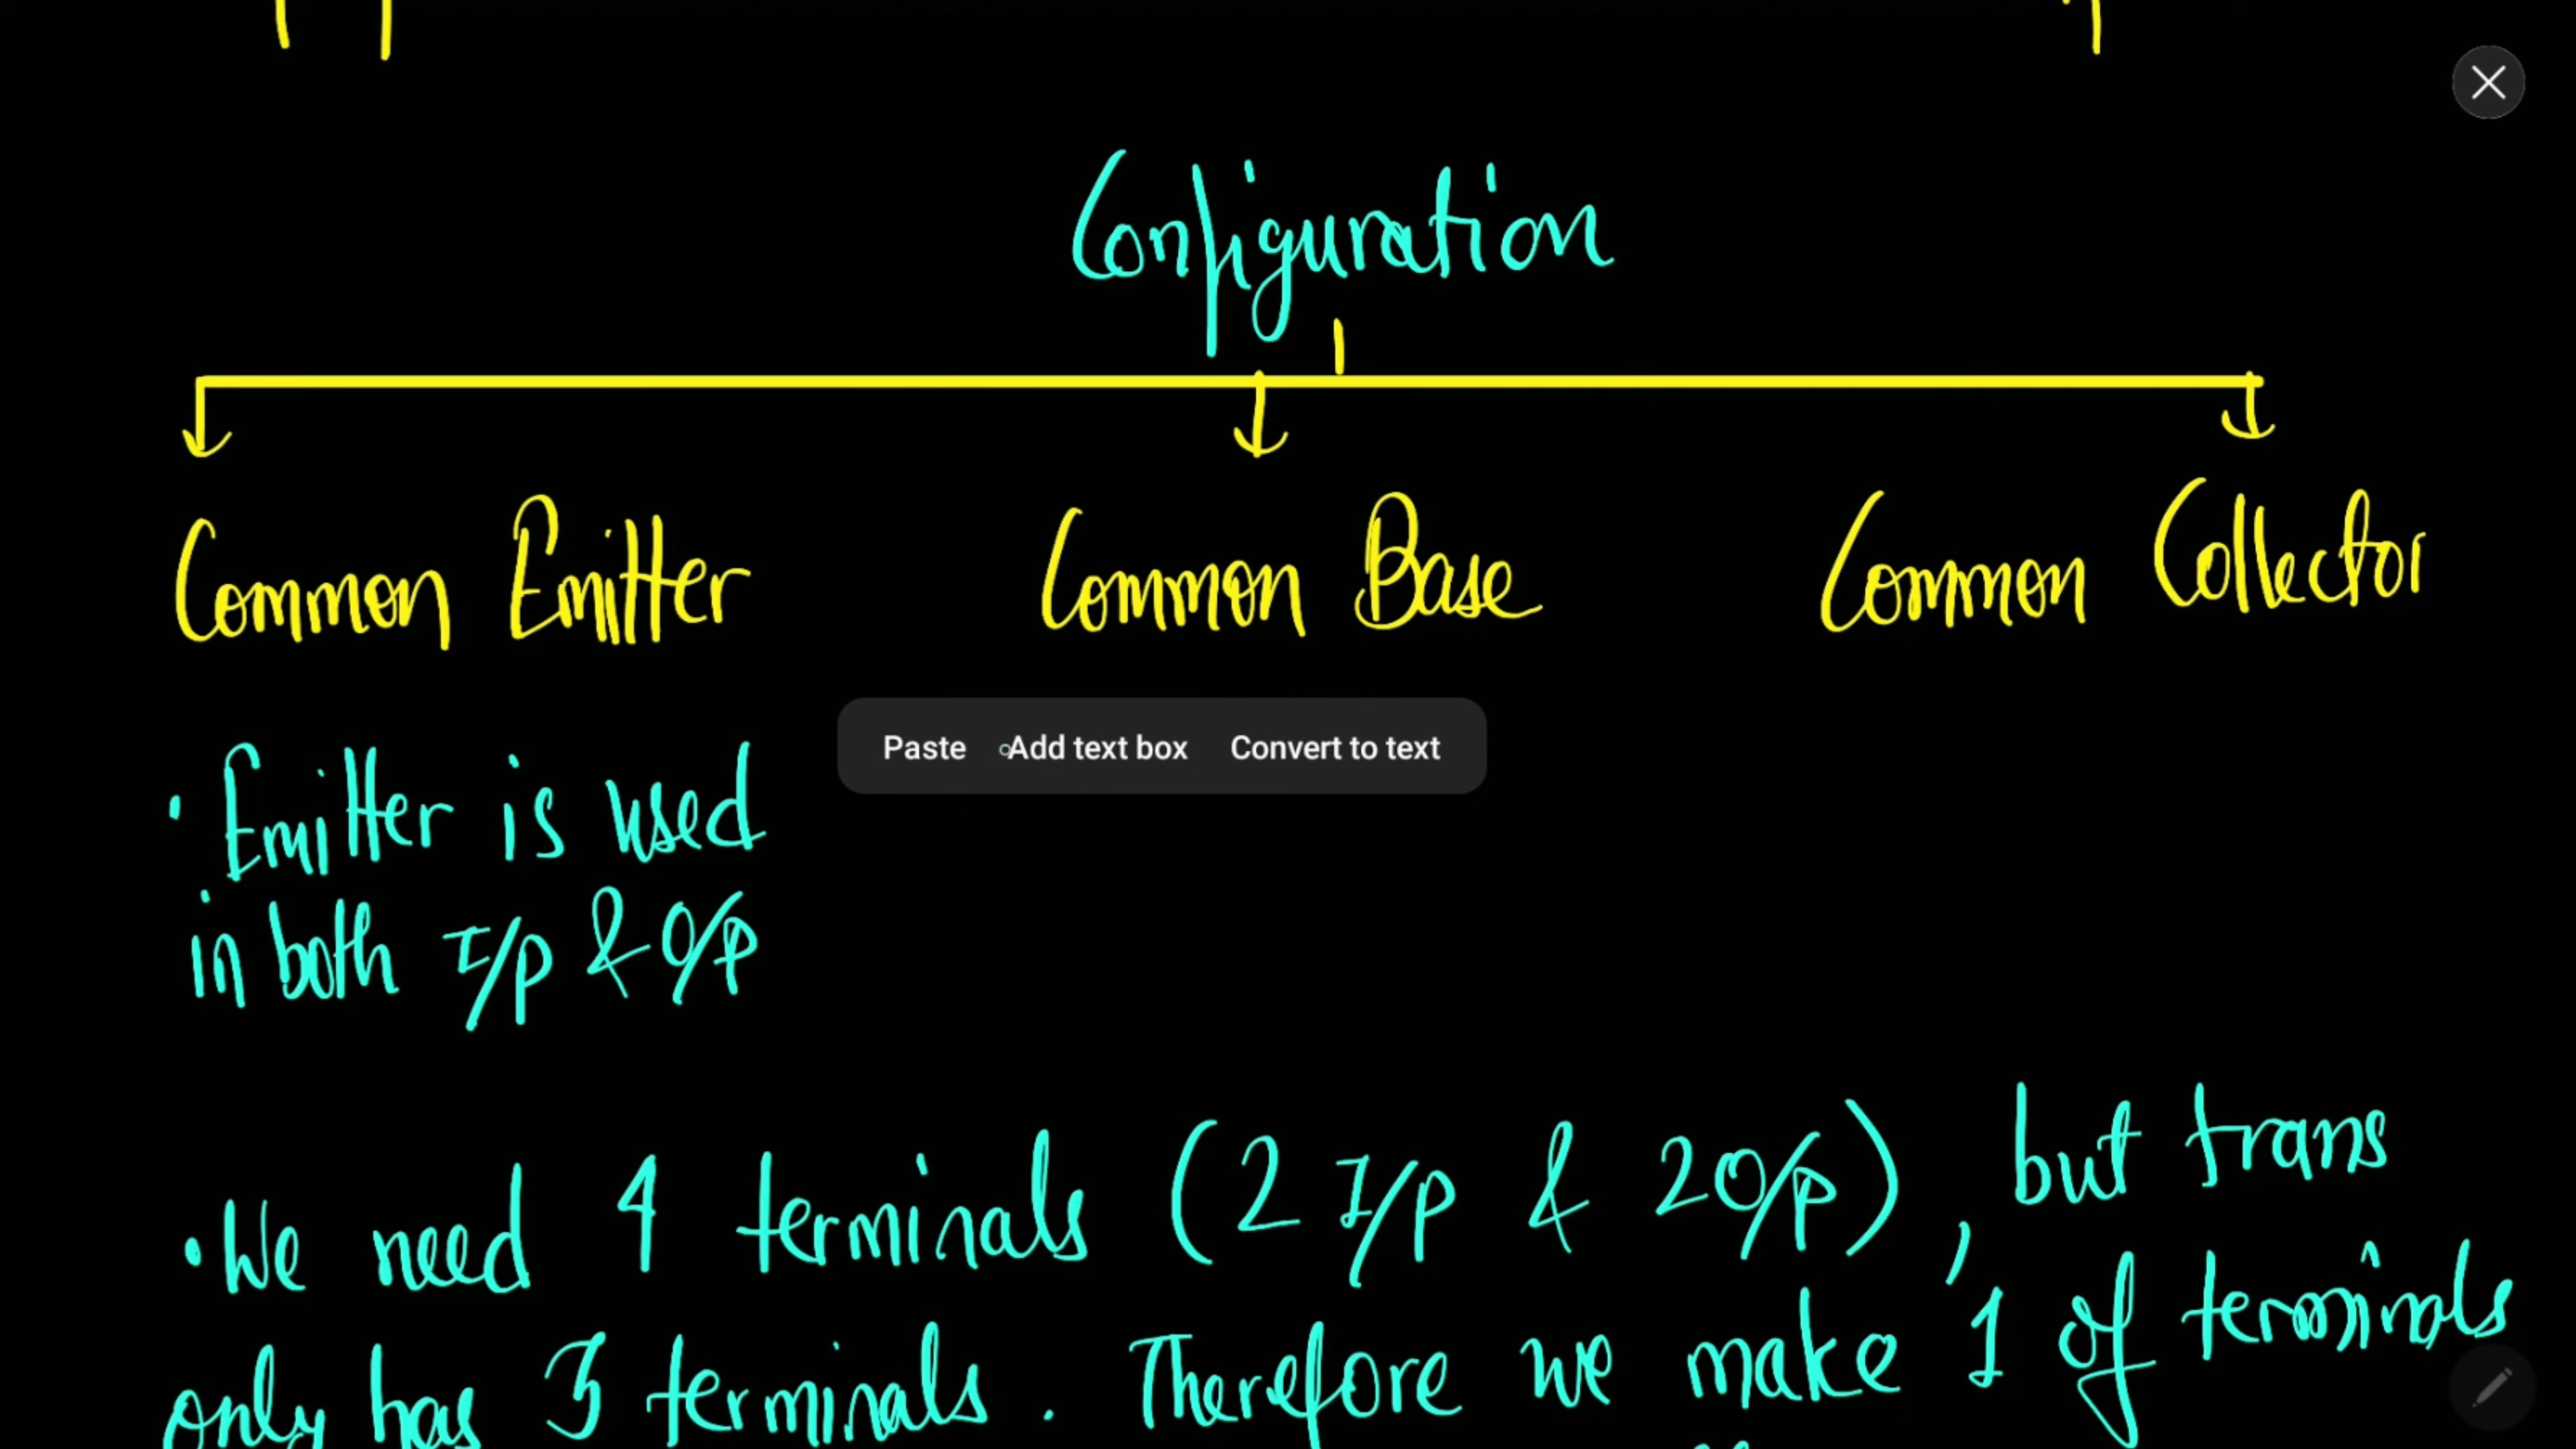 Configuration
Common Emitter Common Base Common Collector
Paste Add text box Convert to text
• Emitter is used
in both I/p & O/p
• We need 4 terminals (2 I/p & 2 O/p), but trans
only has 3 terminals. Therefore we make 1 of terminals